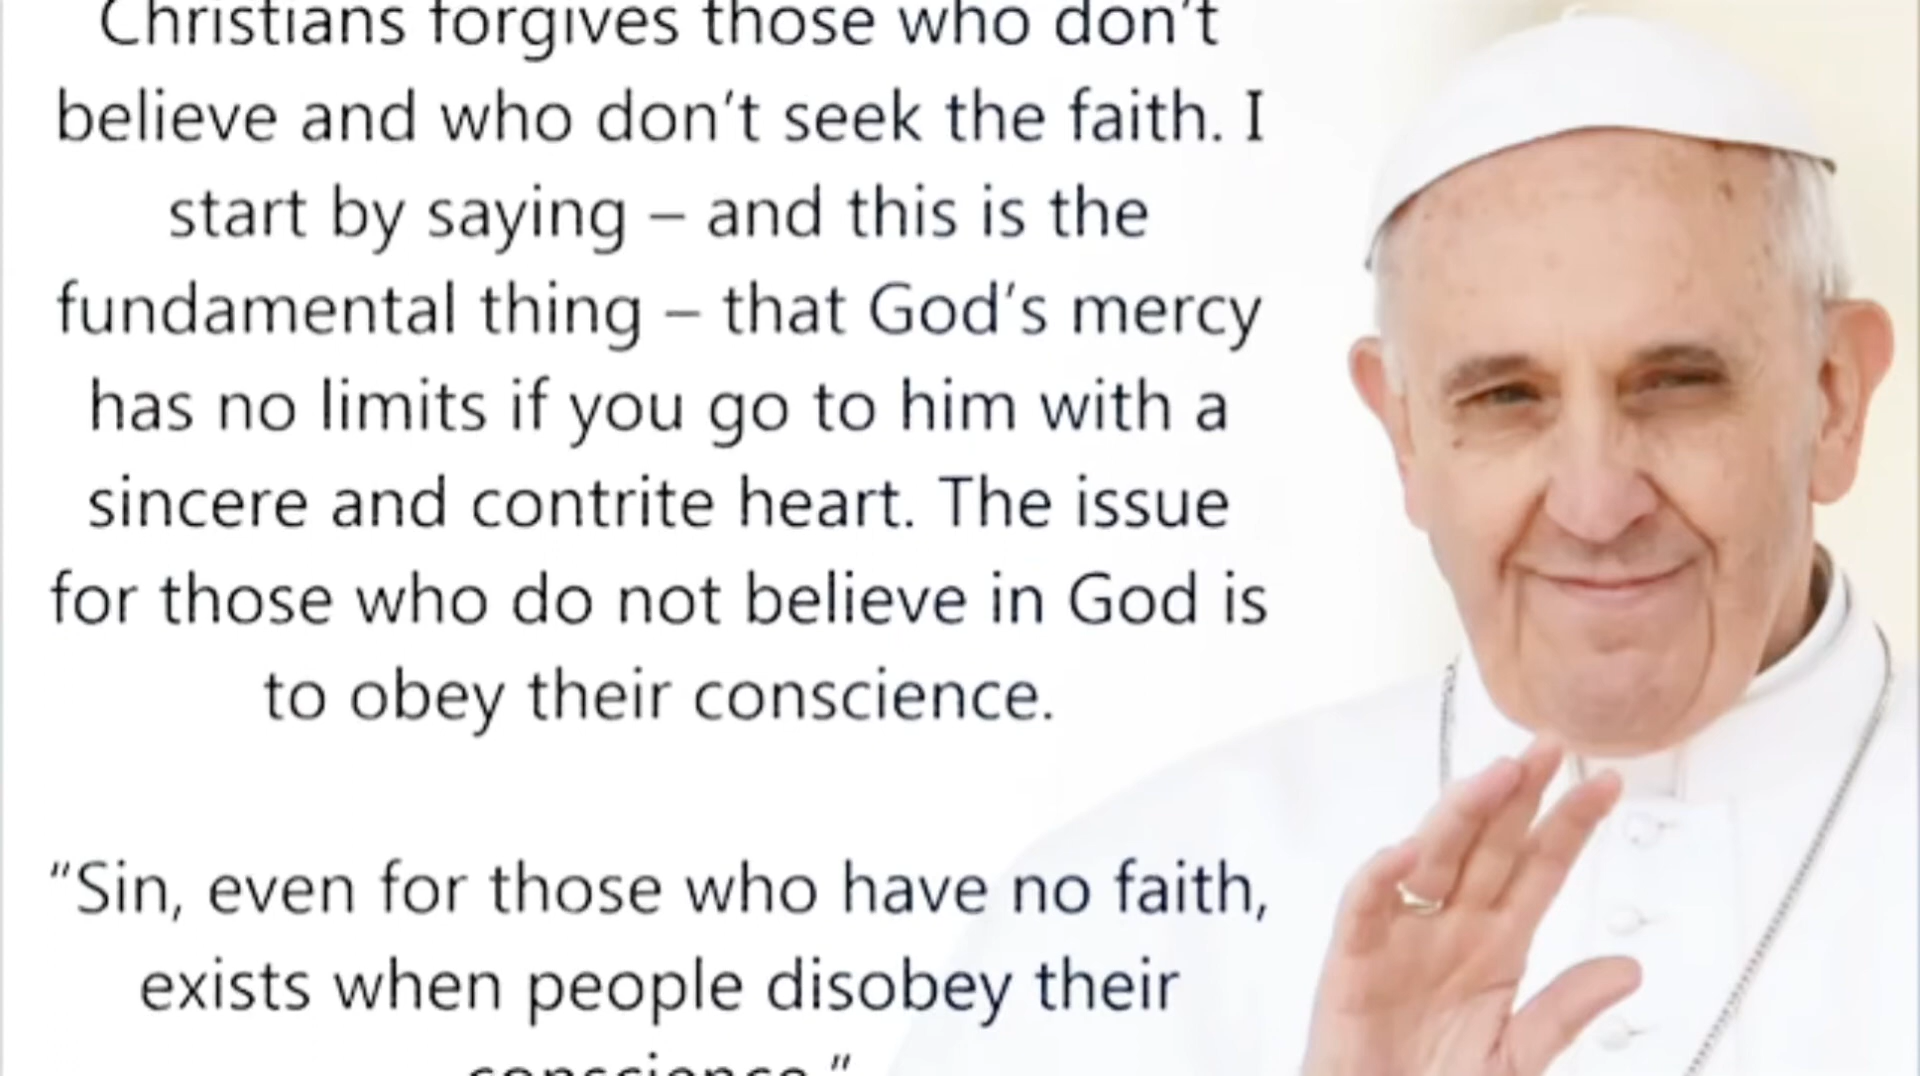 Christians forgives those who don't
believe and who don't seek the faith. I
start by saying – and this is the
fundamental thing – that God's mercy
has no limits if you go to him with a
sincere and contrite heart. The issue
for those who do not believe in God is
to obey their conscience.
"Sin, even for those who have no faith,
exists when people disobey their
conscience."